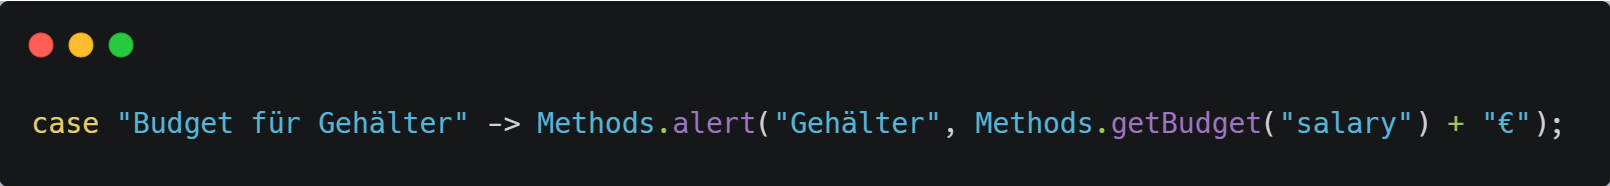 case "Budget für Gehälter" -> Methods.alert("Gehälter", Methods.getBudget("salary") + "€");